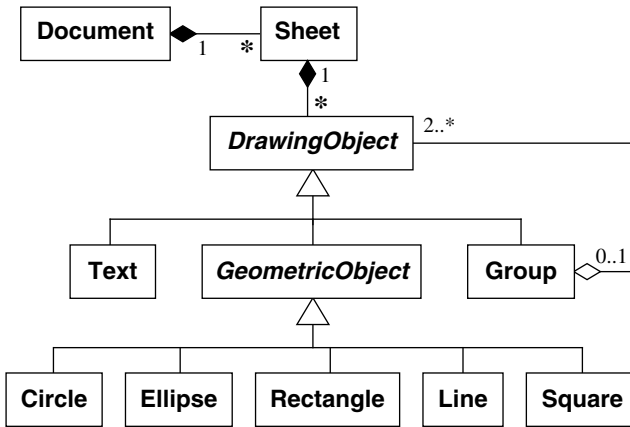 Document
1
*
Sheet
1
*
DrawingObject
2..*
Text
GeometricObject
Group
0..1
Circle
Ellipse
Rectangle
Line
Square